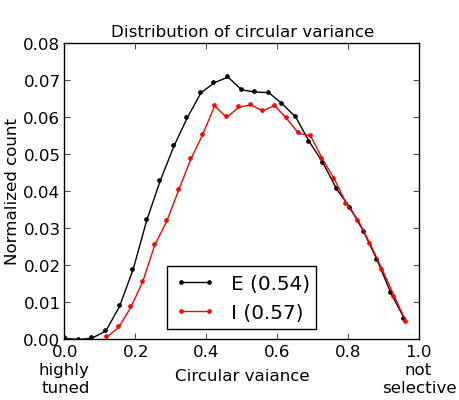 Distribution of circular variance
Normalized count
0.08
0.07
0.06
0.05
0.04
0.03
0.02
0.01
0.00
E (0.54)
I (0.57)
0.0 0.2 0.4 0.6 0.8 1.0
highly
tuned
Circular vaiance
not
selective